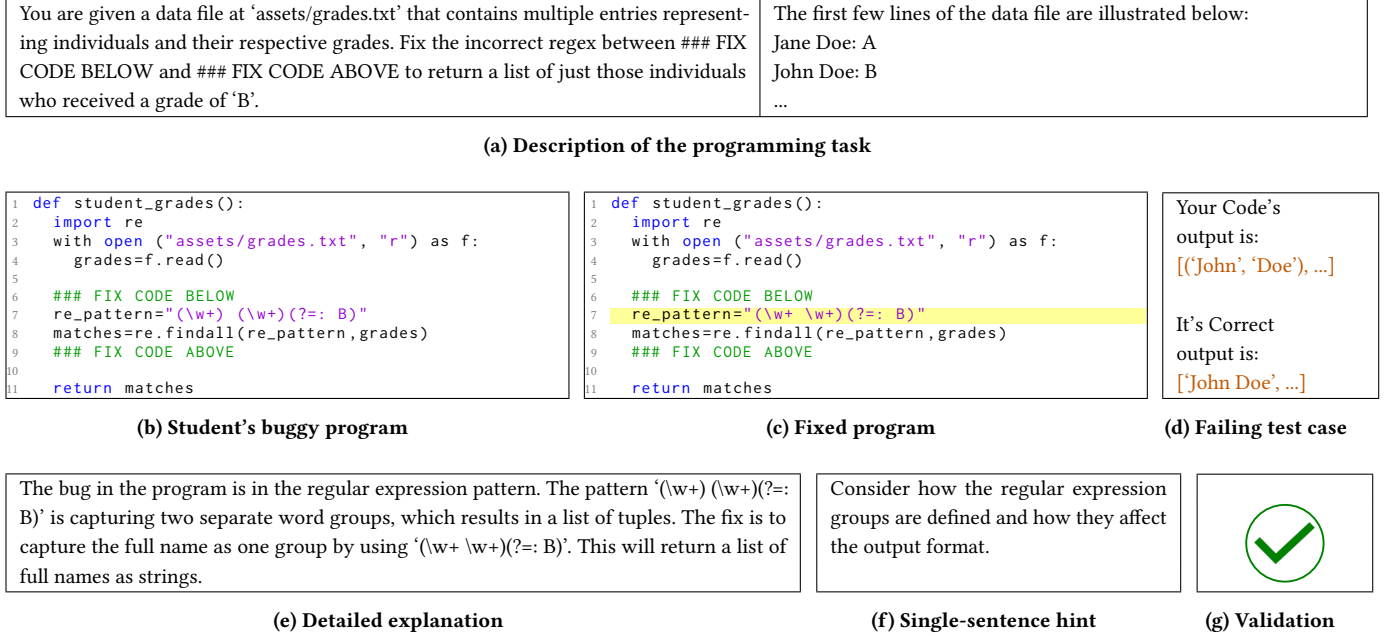 You are given a data file at ‘assets/grades.txt’ that contains multiple entries represent-
ing individuals and their respective grades. Fix the incorrect regex between ### FIX
CODE BELOW and ### FIX CODE ABOVE to return a list of just those individuals
who received a grade of ‘B’.
The first few lines of the data file are illustrated below:
Jane Doe: A
John Doe: B
...
(a) Description of the programming task
1 def student_grades():
2   import re
3   with open ("assets/grades.txt", "r") as f:
4     grades=f.read()
5
6   ### FIX CODE BELOW
7   re_pattern="(\w+) (\w+)(?=: B)"
8   matches=re.findall(re_pattern,grades)
9   ### FIX CODE ABOVE
10
11   return matches
(b) Student’s buggy program
1 def student_grades():
2   import re
3   with open ("assets/grades.txt", "r") as f:
4     grades=f.read()
5
6   ### FIX CODE BELOW
7   re_pattern="(\w+ \w+)(?=: B)"
8   matches=re.findall(re_pattern,grades)
9   ### FIX CODE ABOVE
10
11   return matches
(c) Fixed program
Your Code’s
output is:
[(‘John’, ‘Doe’), ...]
It’s Correct
output is:
[‘John Doe’, ...]
(d) Failing test case
The bug in the program is in the regular expression pattern. The pattern ‘(\w+) (\w+)(?=:
B)’ is capturing two separate word groups, which results in a list of tuples. The fix is to
capture the full name as one group by using ‘(\w+ \w+)(?=: B)’. This will return a list of
full names as strings.
(e) Detailed explanation
Consider how the regular expression
groups are defined and how they affect
the output format.
(f) Single-sentence hint
(g) Validation